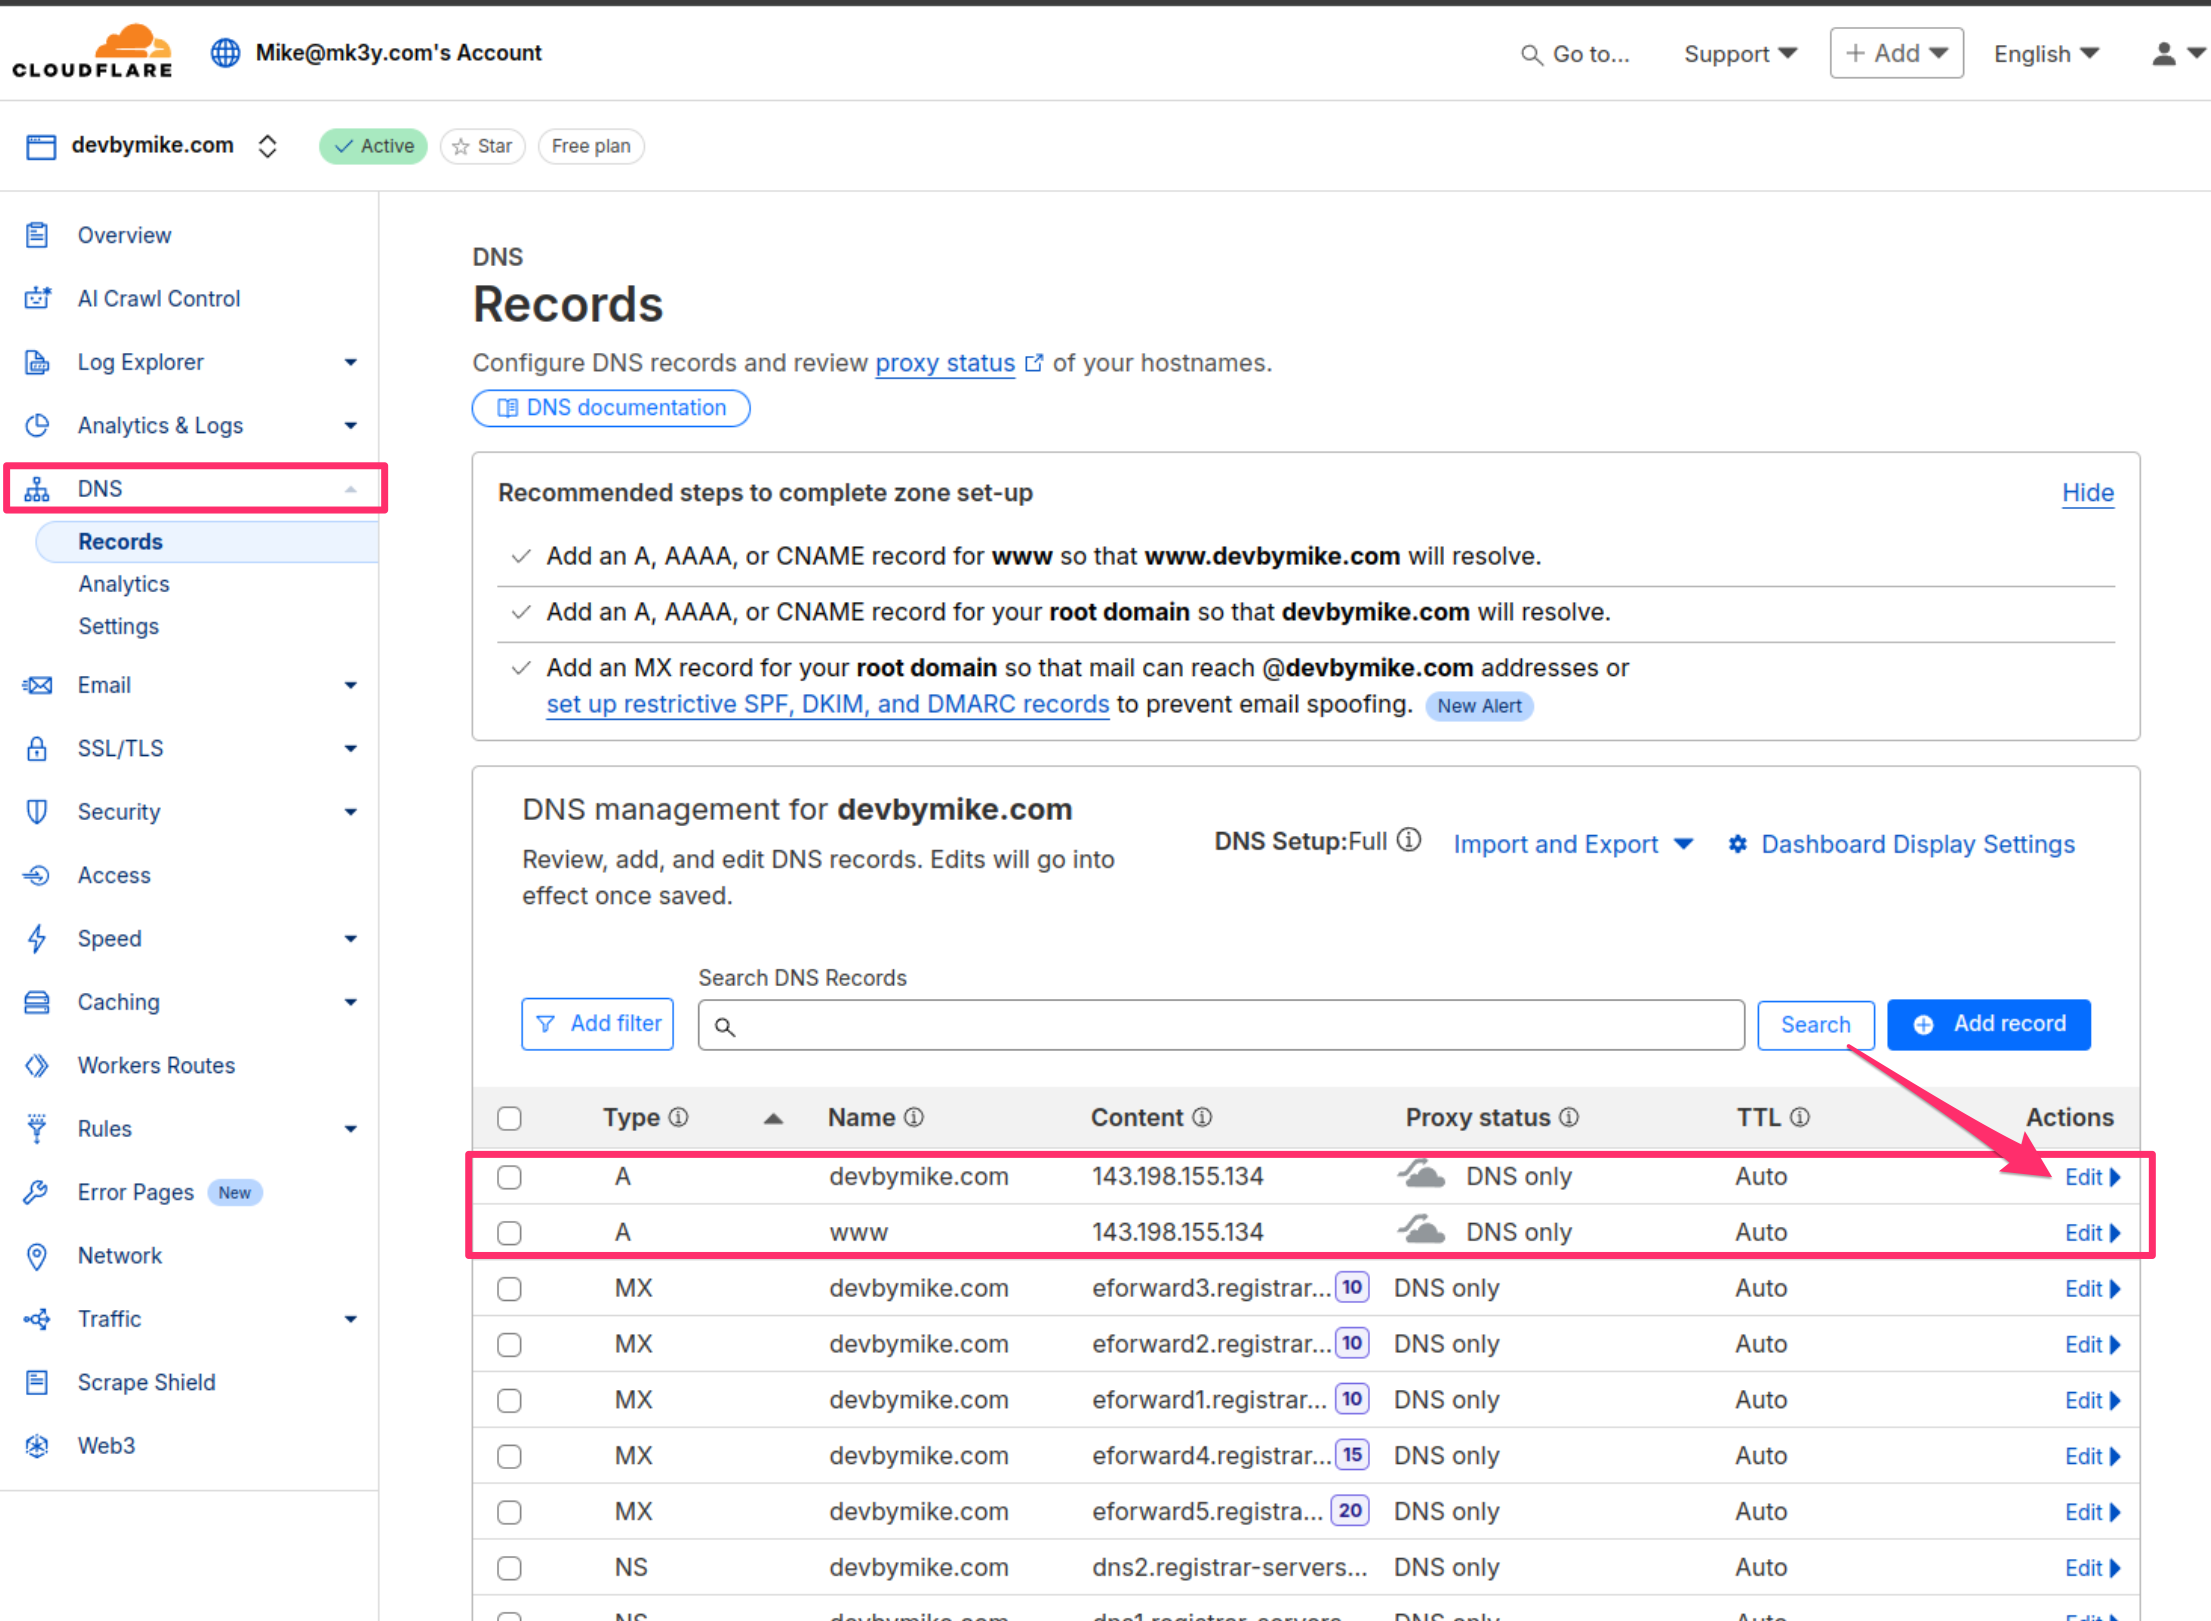 CLOUDFLARE
Mike@mk3y.com's Account
Go to...
Support
+ Add
English
devbymike.com
Active
Star
Free plan
Overview
AI Crawl Control
Log Explorer
Analytics & Logs
DNS
Records
Analytics
Settings
Email
SSL/TLS
Security
Access
Speed
Caching
Workers Routes
Rules
Error Pages New
Network
Traffic
Scrape Shield
Web3
DNS
Records
Configure DNS records and review proxy status of your hostnames.
DNS documentation
Recommended steps to complete zone set-up
Hide
Add an A, AAAA, or CNAME record for www so that www.devbymike.com will resolve.
Add an A, AAAA, or CNAME record for your root domain so that devbymike.com will resolve.
Add an MX record for your root domain so that mail can reach @devbymike.com addresses or
set up restrictive SPF, DKIM, and DMARC records to prevent email spoofing. New Alert
DNS management for devbymike.com
Review, add, and edit DNS records. Edits will go into
effect once saved.
DNS Setup:Full
Import and Export
Dashboard Display Settings
Search DNS Records
Add filter
Search
Add record
Type Name Content Proxy status TTL Actions
A devbymike.com 143.198.155.134 DNS only Auto Edit
A www 143.198.155.134 DNS only Auto Edit
MX devbymike.com eforward3.registrar... 10 DNS only Auto Edit
MX devbymike.com eforward2.registrar... 10 DNS only Auto Edit
MX devbymike.com eforward1.registrar... 10 DNS only Auto Edit
MX devbymike.com eforward4.registrar... 15 DNS only Auto Edit
MX devbymike.com eforward5.registra... 20 DNS only Auto Edit
NS devbymike.com dns2.registrar-servers... DNS only Auto Edit
NS devbymike.com dns1.registrar-servers... DNS only Auto Edit